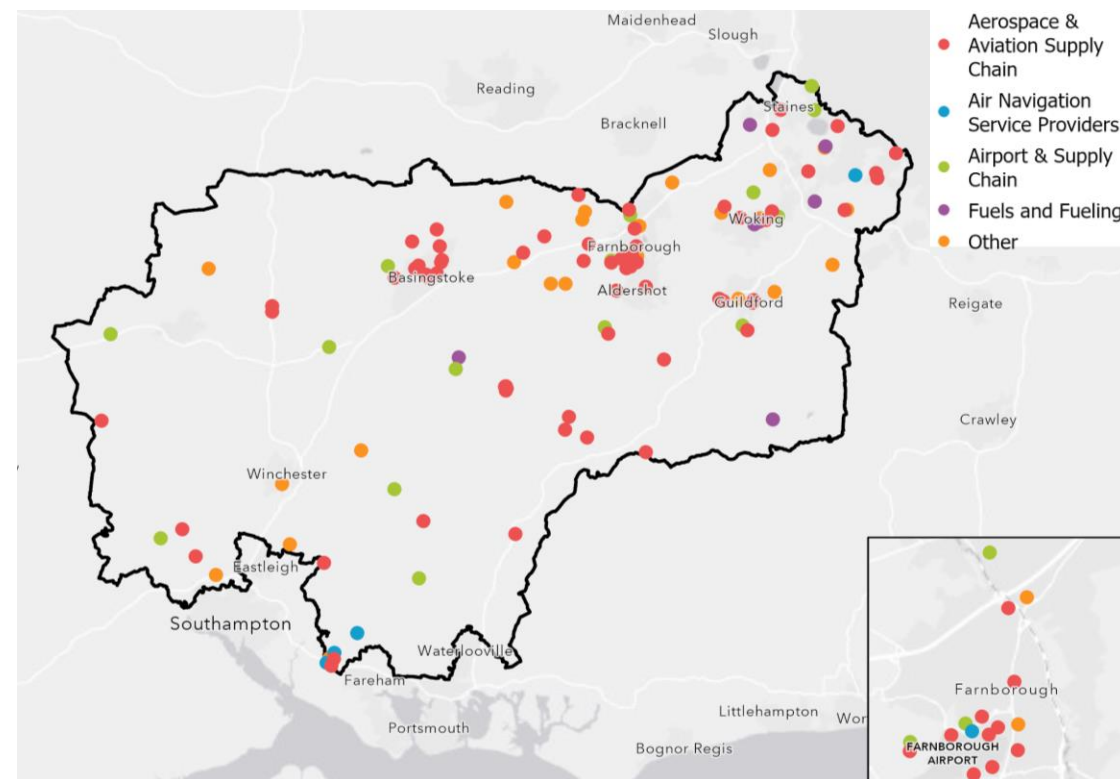 Maidenhead
Slough
Reading
Bracknell
Staines
Woking
Farnborough
Basingstoke
Aldershot
Guildford
Reigate
Crawley
Winchester
Eastleigh
Southampton
Waterlooville
Fareham
Portsmouth
Littlehampton
Wor
Bognor Regis
Aerospace &
Aviation Supply
Chain
Air Navigation
Service Providers
Airport & Supply
Chain
Fuels and Fueling
Other
Farnborough
FARNBOROUGH
AIRPORT